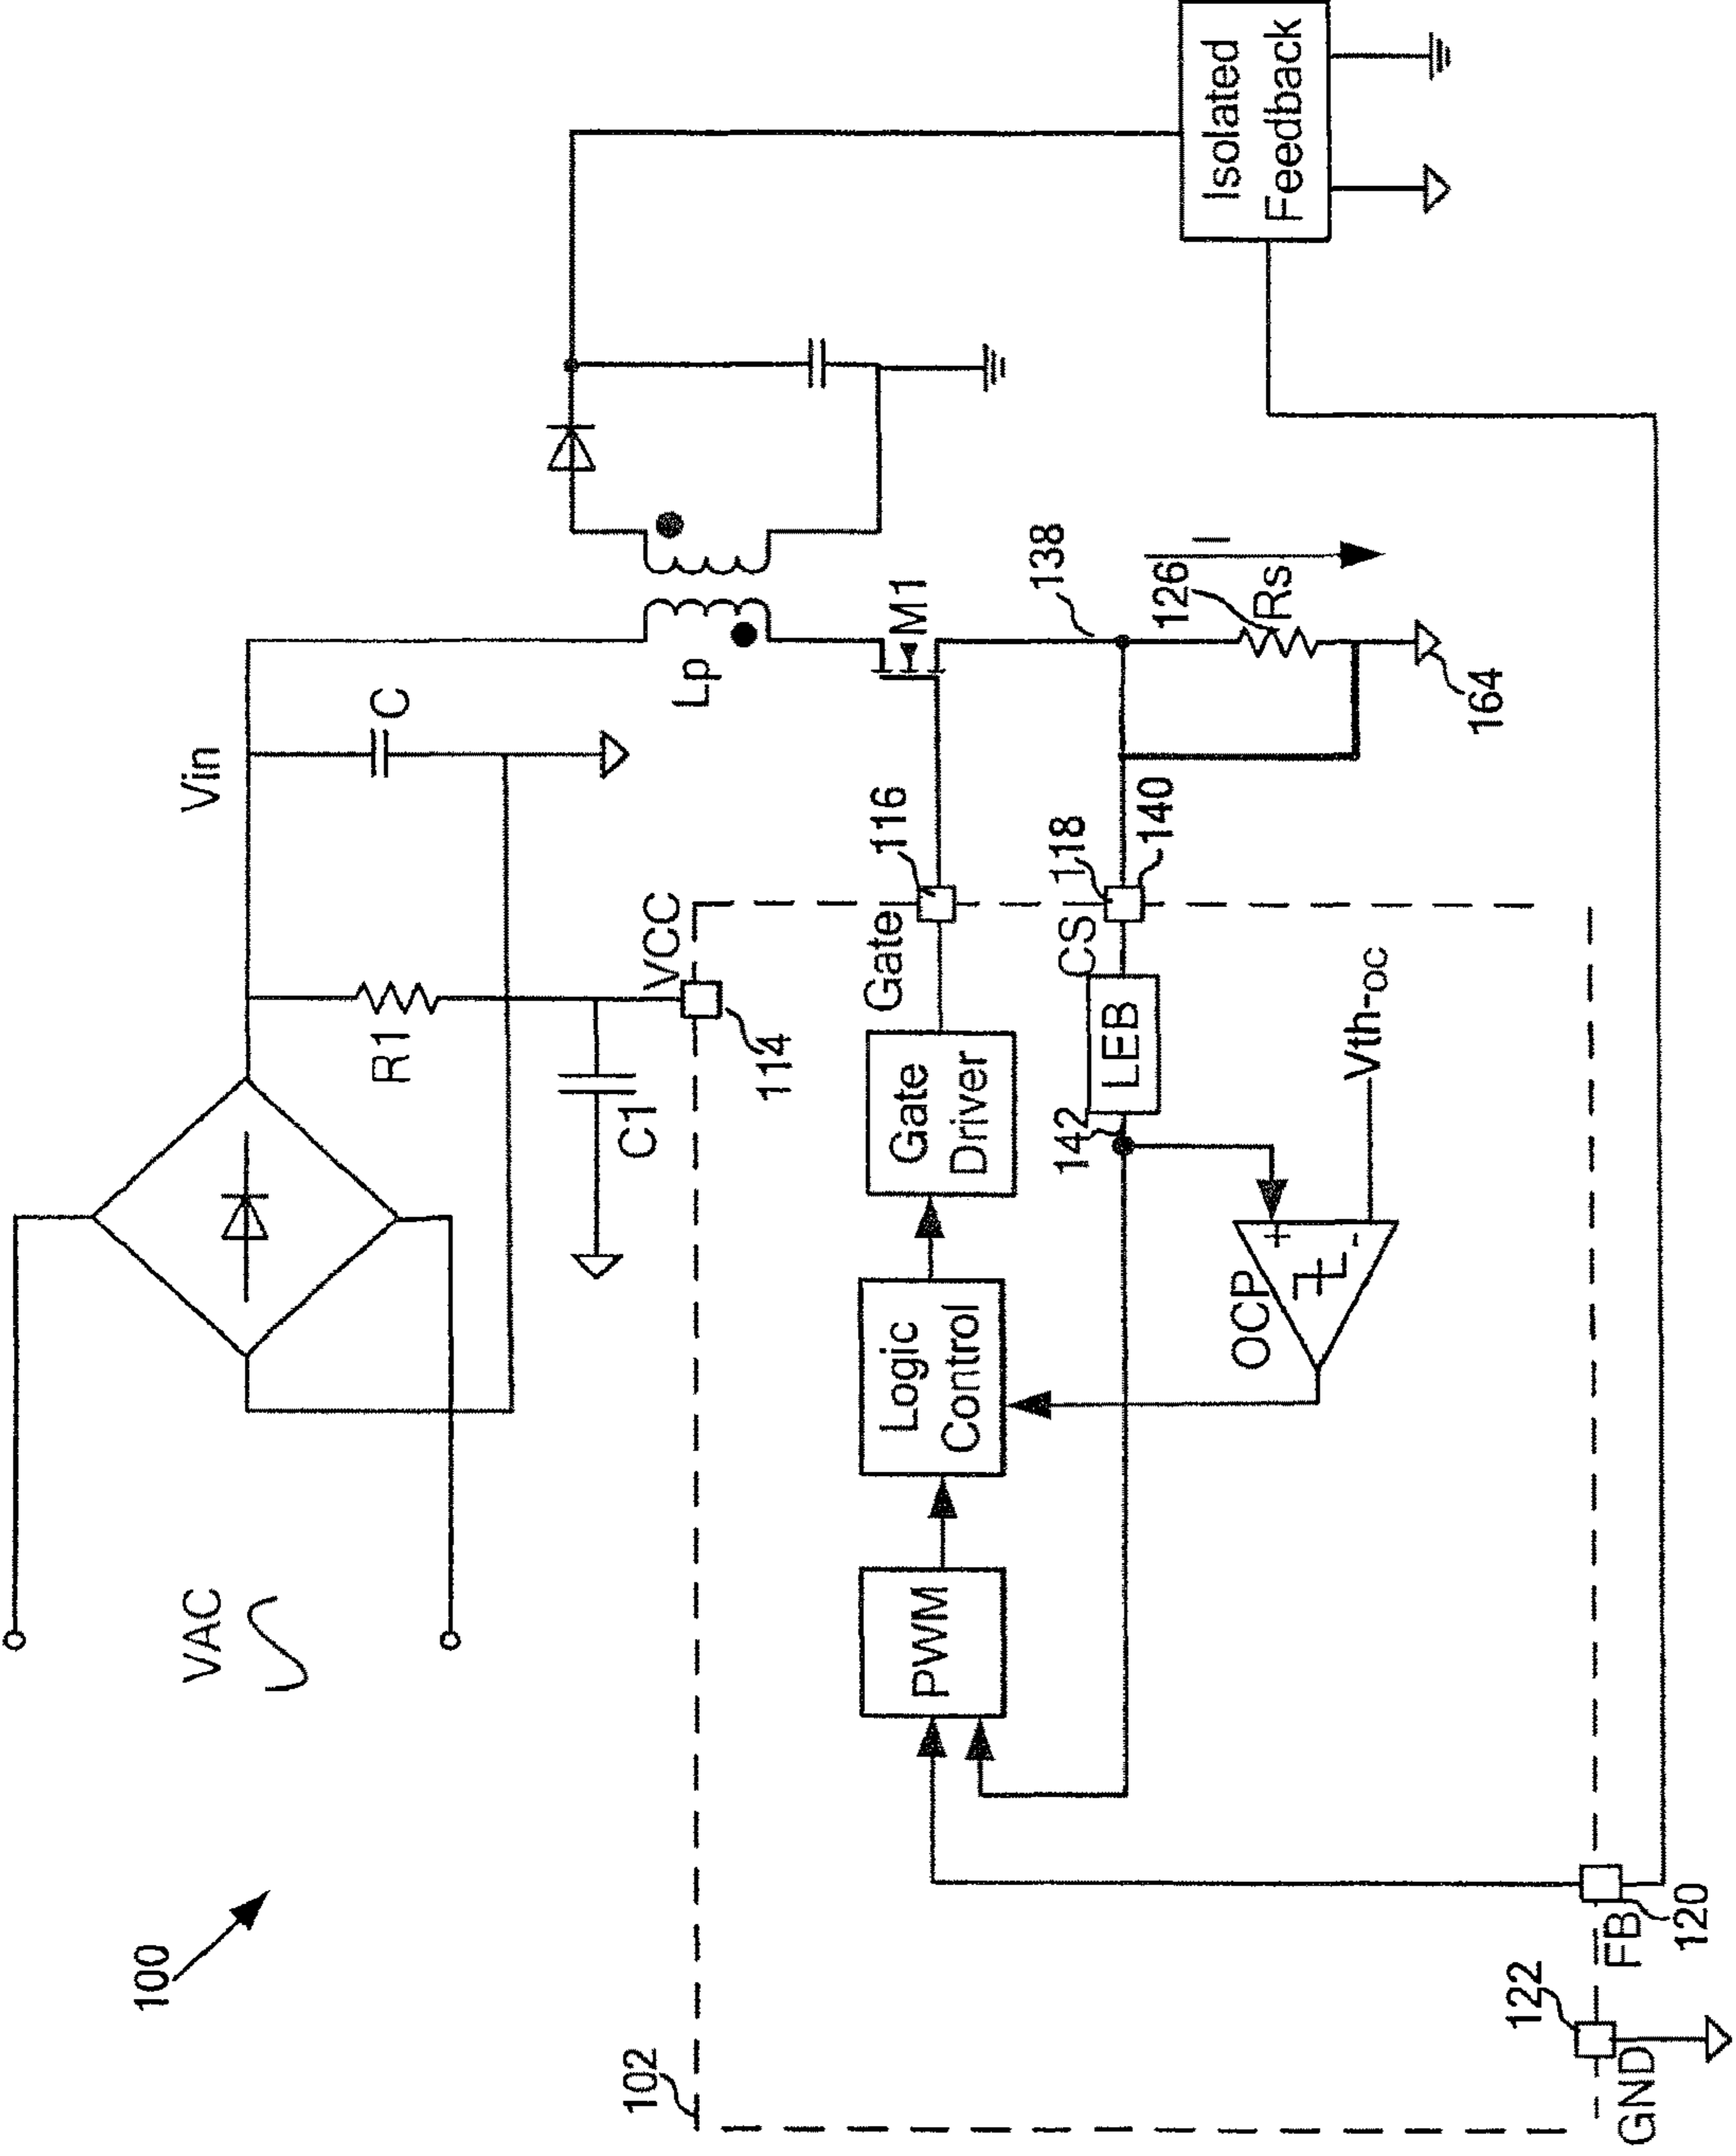 100
VAC
Vin
C
R1
C1
VCC
114
Lp
M1
102
PWM
Logic
Control
Gate
Driver
Gate
116
LEB
CS
118
140
142
138
126
Rs
I
164
OCP
+
-
Vth-oc
Isolated
Feedback
FB
120
122
GND